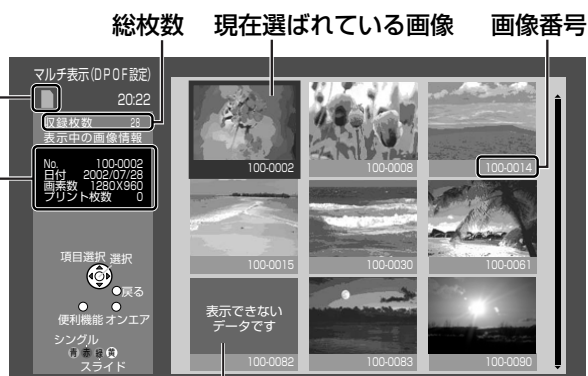 総枚数 現在選ばれている画像 画像番号
マルチ表示(DPOF設定)
20:22
収録枚数 28
表示中の画像情報
No. 100-0002
日付 2002/07/28
画素数 1280X960
プリント枚数 0
項目選択 選択
戻る
便利機能 オンエア
シングル
青 赤 緑 黄
スライド
100-0002 100-0008 100-0014
100-0015 100-0030 100-0061
表示できない
データです
100-0082 100-0083 100-0090